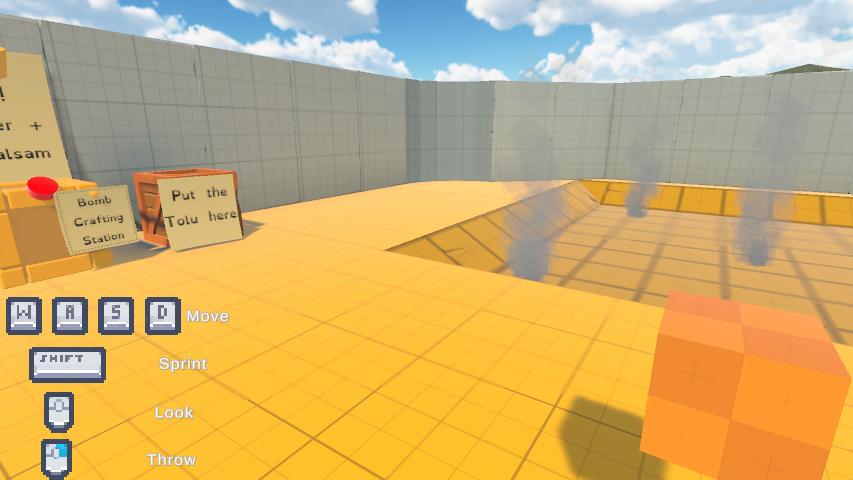 !
er +
alsam
Bomb
Crafting
Station
Put the
Tolu here
W A S D Move
SHIFT Sprint
Look
Throw